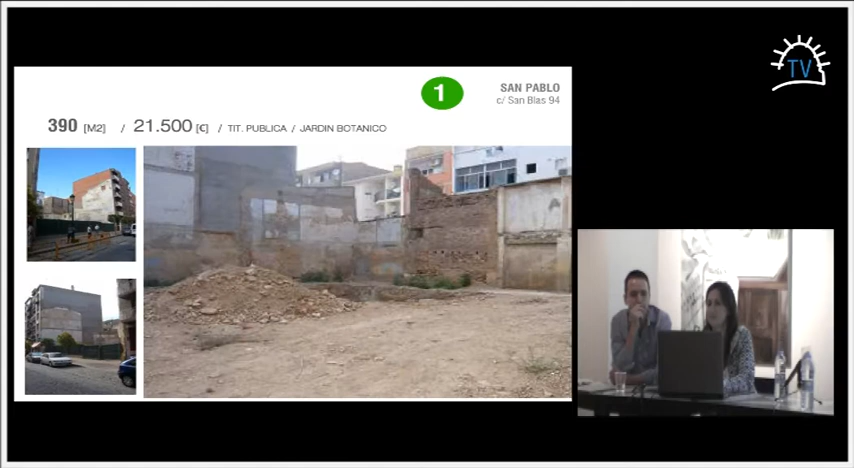 TV
1
SAN PABLO
c/ San Blas 94
390 [M2] / 21.500 [€] / TIT. PUBLICA / JARDIN BOTANICO